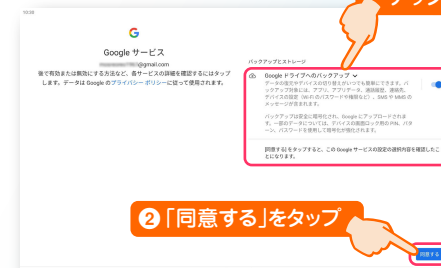 10:30
Google サービス
@gmail.com
後で有効または無効にする方法など、各サービスの詳細を確認するにはタップ
します。データは Google のプライバシー ポリシーに従って使用されます。
バックアップとストレージ
Google ドライブへのバックアップ
データの復元やデバイスの切り替えがいつでも簡単にできます。バ
ックアップ対象には、アプリ、アプリデータ、通話履歴、連絡先、
デバイスの設定（Wi-Fi のパスワードや権限など）、SMS や MMS の
メッセージが含まれます。
バックアップは安全に暗号化され、Google にアップロードされま
す。一部のデータについては、デバイスの画面ロック用の PIN、パタ
ーン、パスワードを使用して暗号化が強化されます。
[同意する] をタップすると、この Google サービスの設定の選択内容を確認したこ
とになります。
❷「同意する」をタップ
同意する